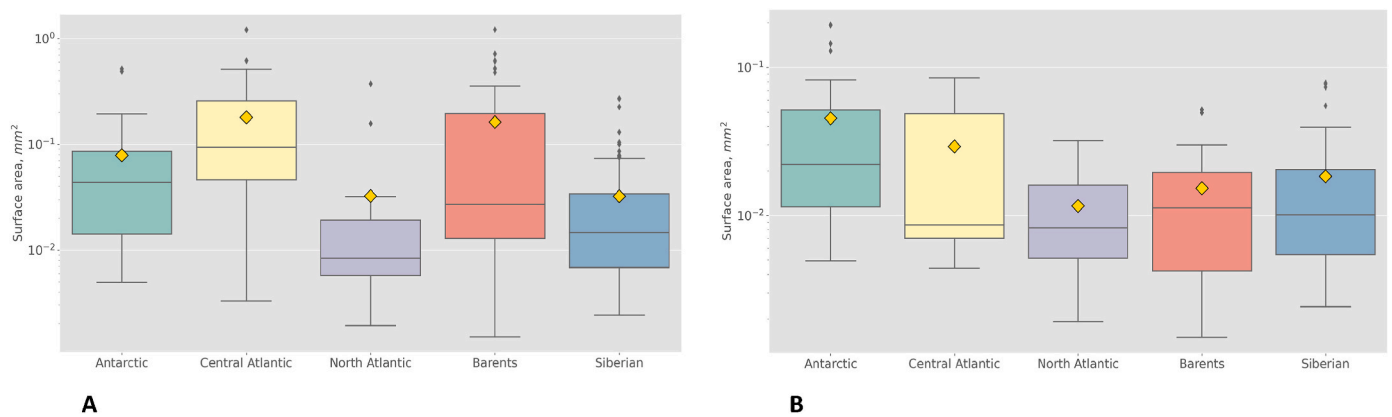 Surface area, mm²
10⁰
10⁻¹
10⁻²
Antarctic Central Atlantic North Atlantic Barents Siberian
A
Surface area, mm²
10⁻¹
10⁻²
Antarctic Central Atlantic North Atlantic Barents Siberian
B